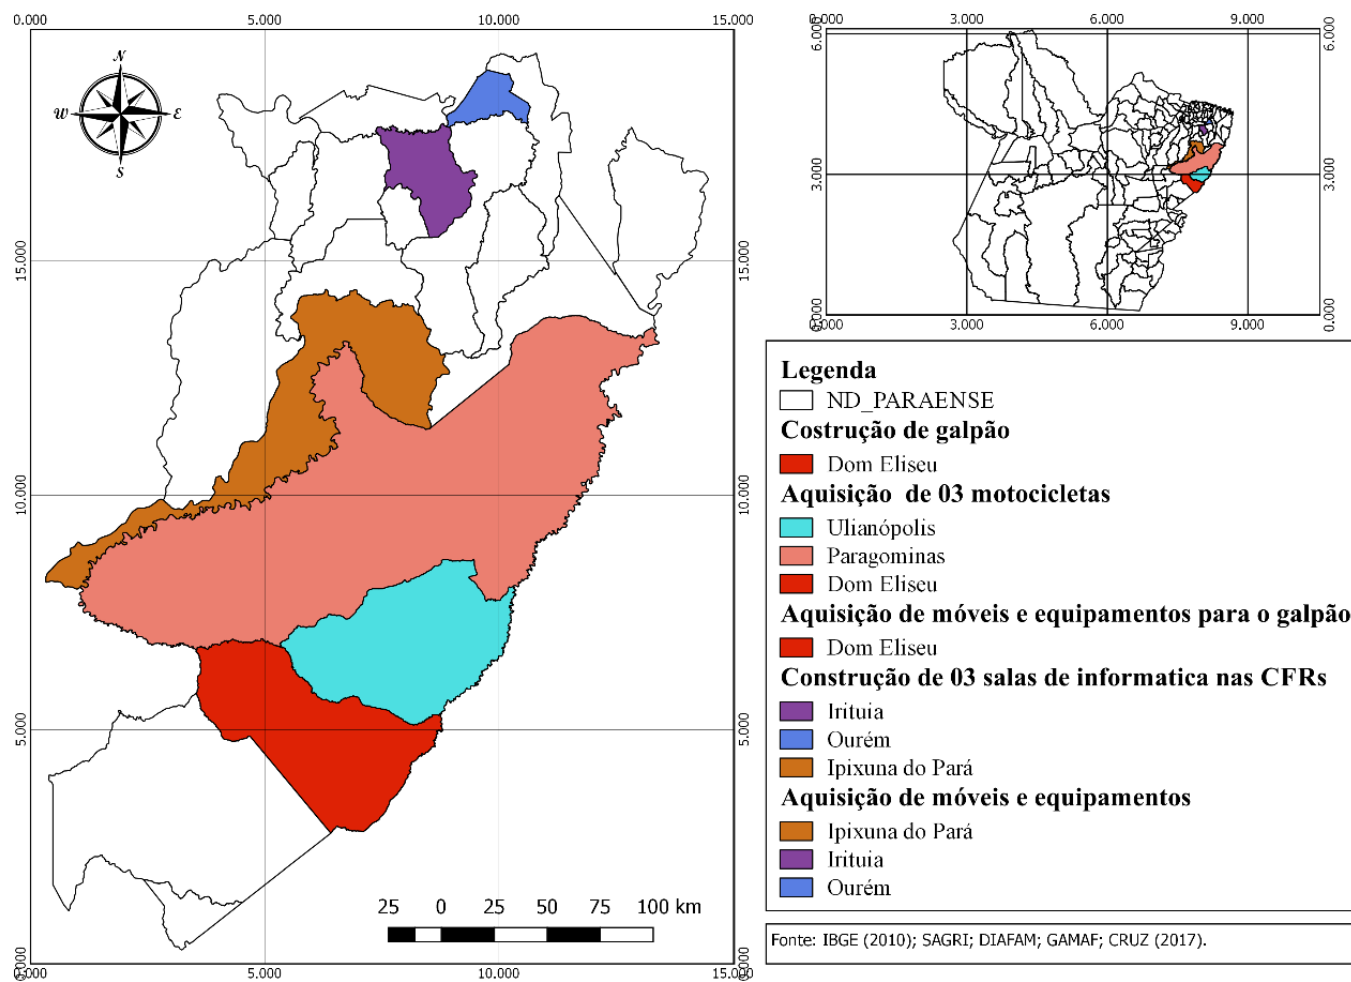 0.000 5.000 10.000 15.000
N
W E
S
15.000 15.000
10.000 10.000
5.000 5.000
0.000 0.000
0.000 5.000 10.000 15.000
25 0 25 50 75 100 km
0.000 3.000 6.000 9.000 0.000
6.000 6.000
3.000 3.000
0.000 0.000
0.000 3.000 6.000 9.000 0.000
Legenda
ND_PARAENSE
Costrução de galpão
Dom Eliseu
Aquisição de 03 motocicletas
Ulianópolis
Paragominas
Dom Eliseu
Aquisição de móveis e equipamentos para o galpão
Dom Eliseu
Construção de 03 salas de informatica nas CFRs
Irituia
Ourém
Ipixuna do Pará
Aquisição de móveis e equipamentos
Ipixuna do Pará
Irituia
Ourém
Fonte: IBGE (2010); SAGRI; DIAFAM; GAMAF; CRUZ (2017).